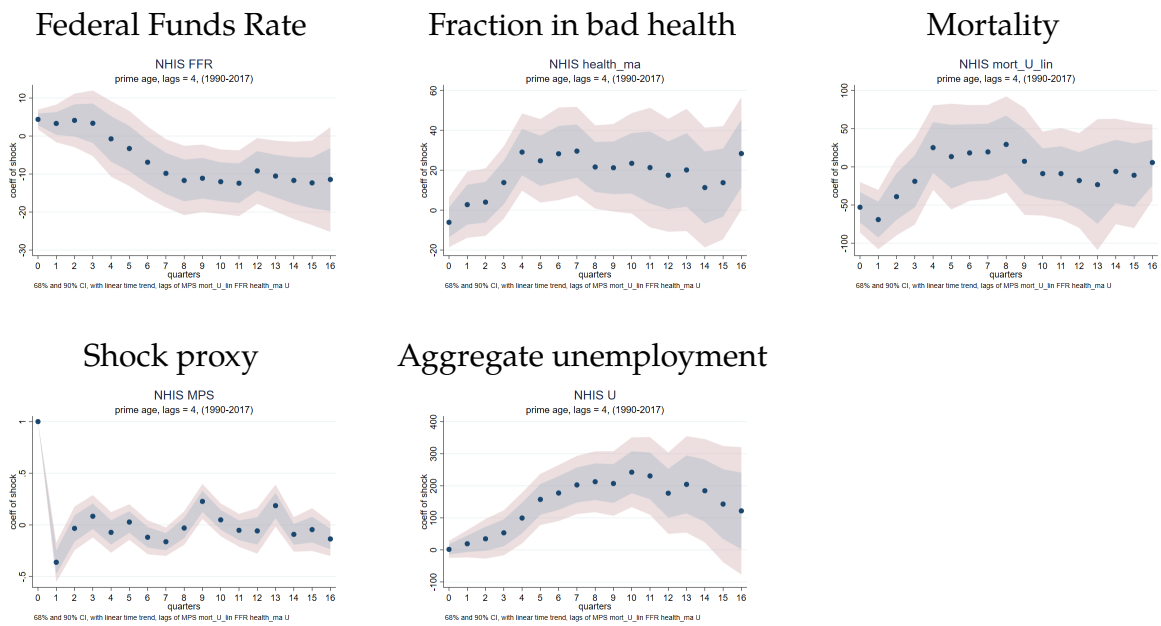 Federal Funds Rate
NHIS FFR
prime age, lags = 4, (1990-2017)
coeff of shock
10
0
-10
-20
-30
0 1 2 3 4 5 6 7 8 9 10 11 12 13 14 15 16
quarters
68% and 90% CI, with linear time trend, lags of MPS mort_U_lin FFR health_ma U
Fraction in bad health
NHIS health_ma
prime age, lags = 4, (1990-2017)
coeff of shock
60
40
20
0
-20
0 1 2 3 4 5 6 7 8 9 10 11 12 13 14 15 16
quarters
68% and 90% CI, with linear time trend, lags of MPS mort_U_lin FFR health_ma U
Mortality
NHIS mort_U_lin
prime age, lags = 4, (1990-2017)
coeff of shock
100
50
0
-50
-100
0 1 2 3 4 5 6 7 8 9 10 11 12 13 14 15 16
quarters
68% and 90% CI, with linear time trend, lags of MPS mort_U_lin FFR health_ma U
Shock proxy
NHIS MPS
prime age, lags = 4, (1990-2017)
coeff of shock
1
.5
0
-.5
0 1 2 3 4 5 6 7 8 9 10 11 12 13 14 15 16
quarters
68% and 90% CI, with linear time trend, lags of MPS mort_U_lin FFR health_ma U
Aggregate unemployment
NHIS U
prime age, lags = 4, (1990-2017)
coeff of shock
400
300
200
100
0
-100
0 1 2 3 4 5 6 7 8 9 10 11 12 13 14 15 16
quarters
68% and 90% CI, with linear time trend, lags of MPS mort_U_lin FFR health_ma U